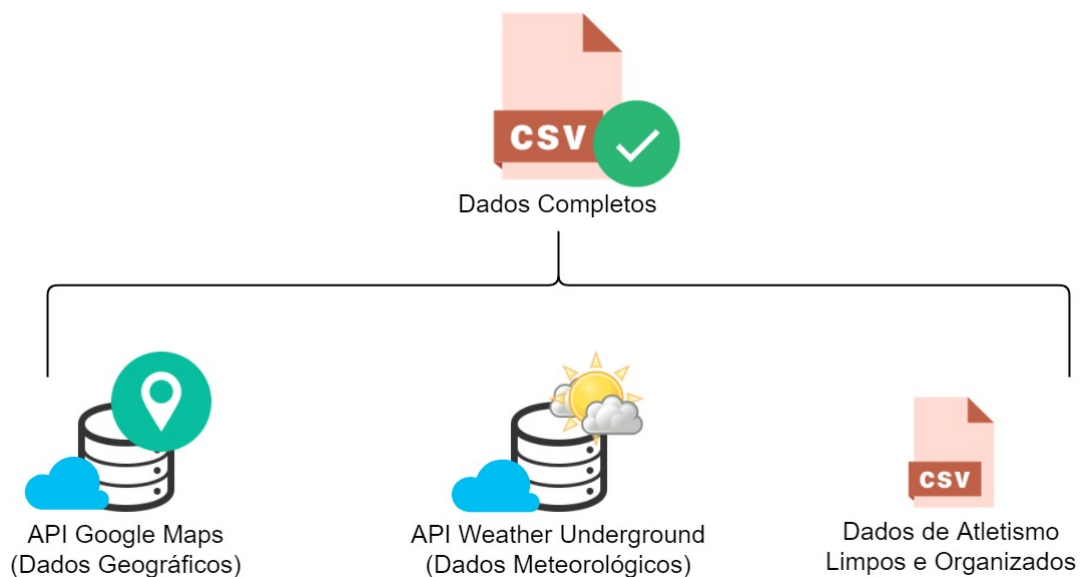 CSV
Dados Completos
API Google Maps
(Dados Geográficos)
API Weather Underground
(Dados Meteorológicos)
CSV
Dados de Atletismo
Limpos e Organizados